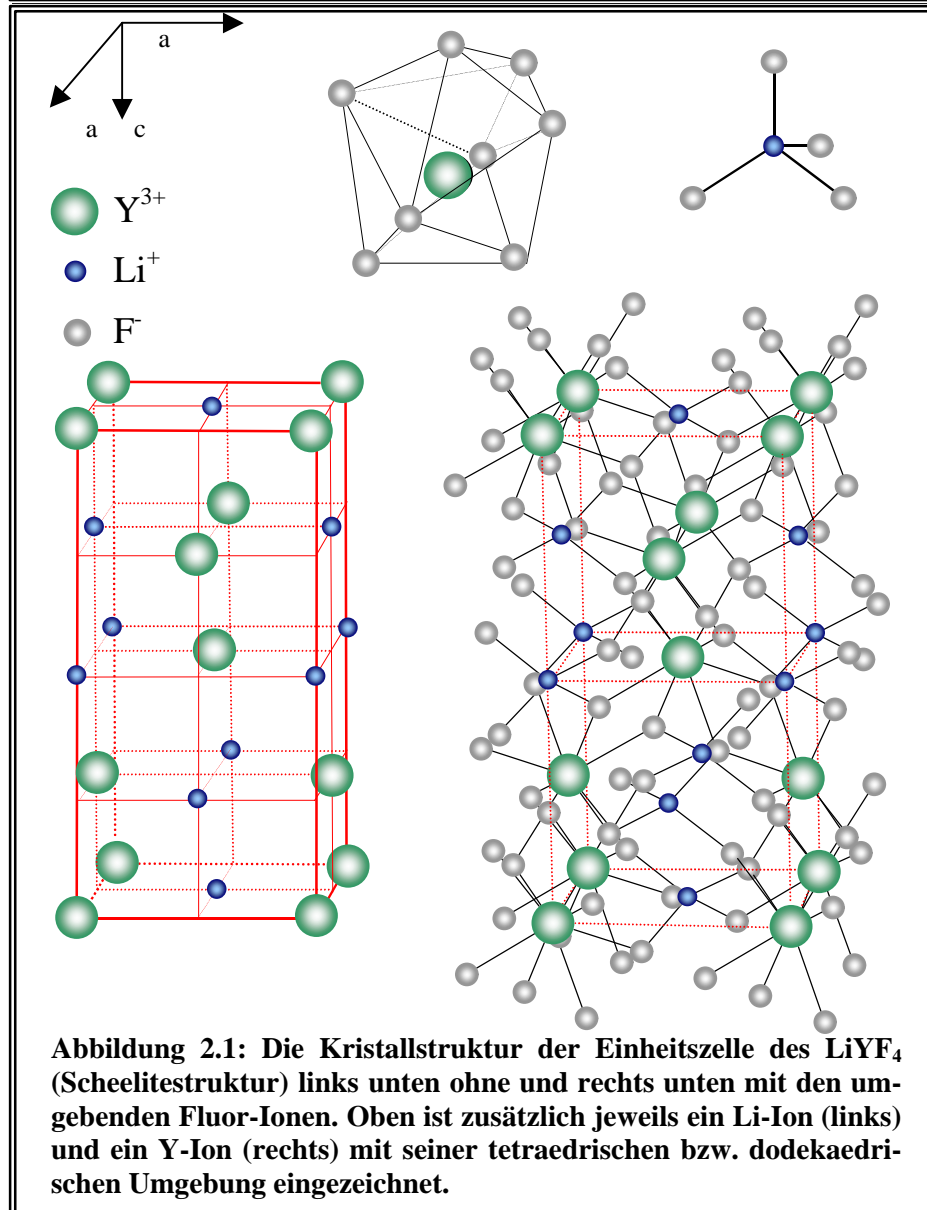 a
a c
Y³⁺
Li⁺
F⁻
Abbildung 2.1: Die Kristallstruktur der Einheitszelle des LiYF₄
(Scheelitestruktur) links unten ohne und rechts unten mit den um-
gebenden Fluor-Ionen. Oben ist zusätzlich jeweils ein Li-Ion (links)
und ein Y-Ion (rechts) mit seiner tetraedrischen bzw. dodekaedri-
schen Umgebung eingezeichnet.